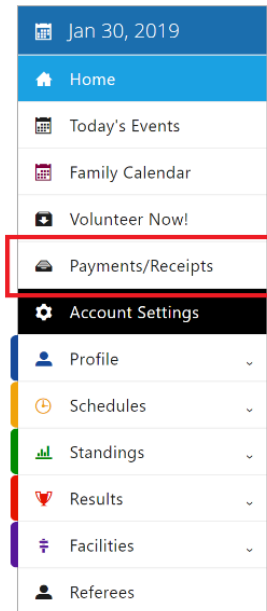 Jan 30, 2019
Home
Today's Events
Family Calendar
Volunteer Now!
Payments/Receipts
Account Settings
Profile
Schedules
Standings
Results
Facilities
Referees